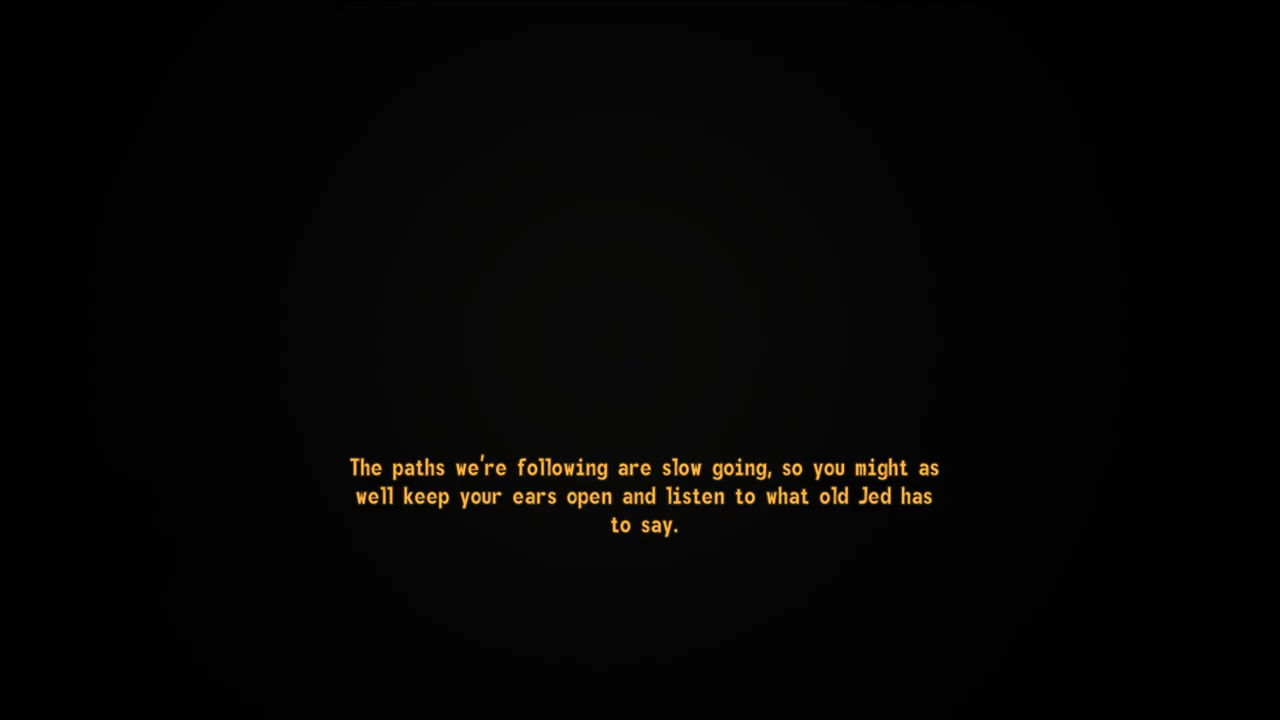 The paths we're following are slow going, so you might as
well keep your ears open and listen to what old Jed has
to say.